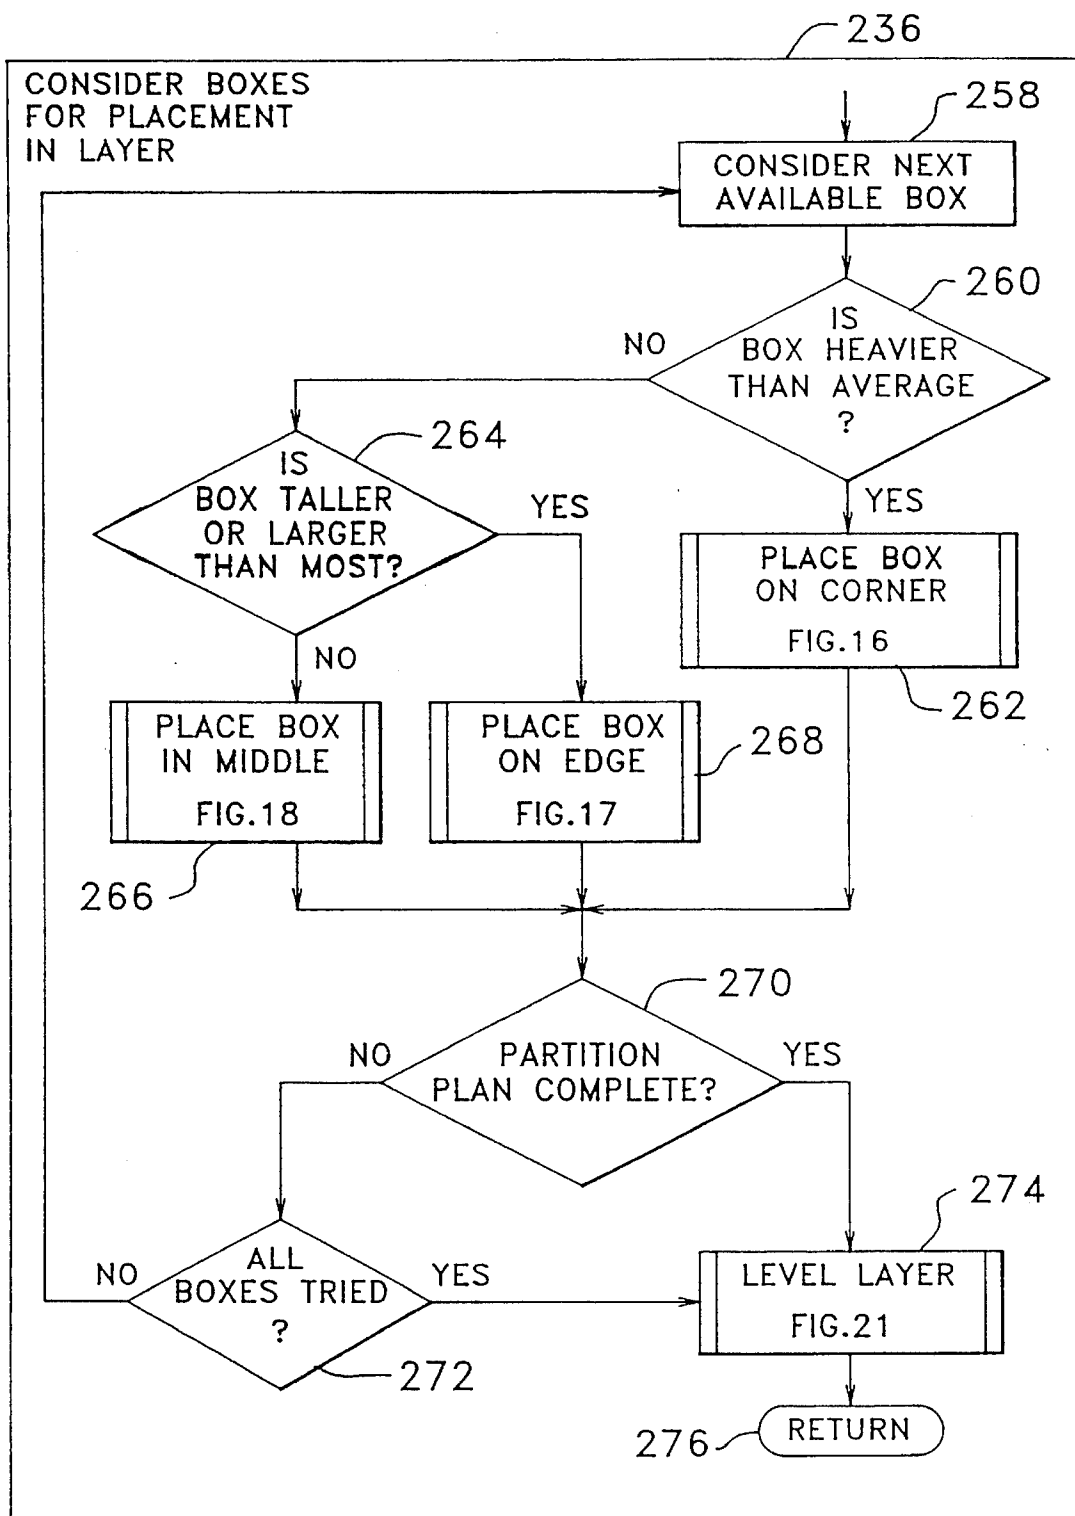 236
CONSIDER BOXES
FOR PLACEMENT
IN LAYER
258
CONSIDER NEXT
AVAILABLE BOX
260
IS
BOX HEAVIER
THAN AVERAGE
?
NO
YES
264
IS
BOX TALLER
OR LARGER
THAN MOST?
YES
NO
PLACE BOX
ON CORNER
FIG.16
262
PLACE BOX
IN MIDDLE
FIG.18
266
PLACE BOX
ON EDGE
FIG.17
268
270
PARTITION
PLAN COMPLETE?
NO
YES
ALL
BOXES TRIED
?
NO
YES
272
274
LEVEL LAYER
FIG.21
276
RETURN